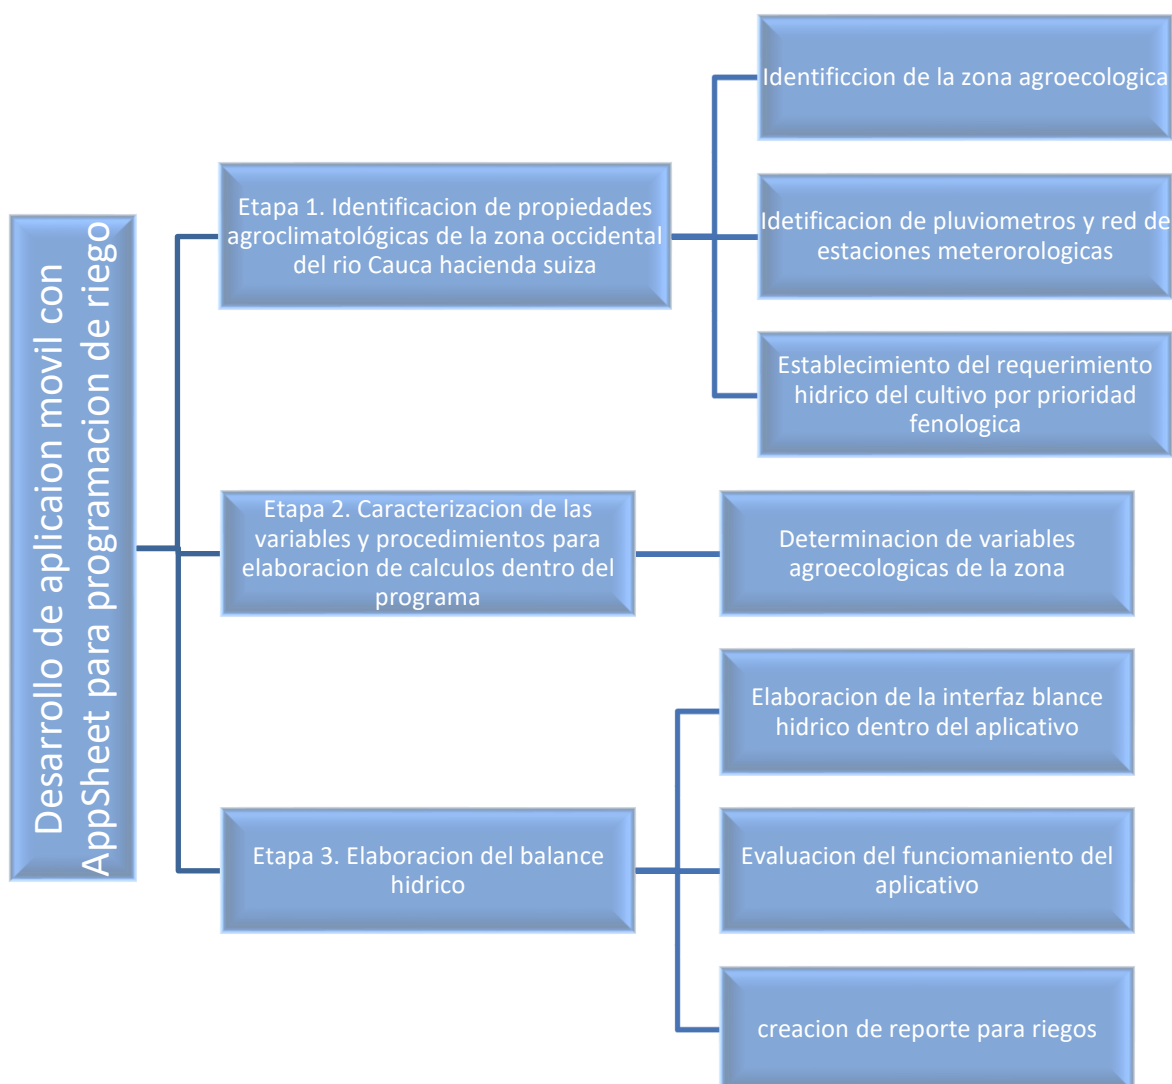 Desarrollo de aplicaion movil con
AppSheet para programacion de riego
Etapa 1. Identificacion de propiedades
agroclimatológicas de la zona occidental
del rio Cauca hacienda suiza
Identificcion de la zona agroecologica
Idetificacion de pluviometros y red de
estaciones meterorologicas
Establecimiento del requerimiento
hidrico del cultivo por prioridad
fenologica
Etapa 2. Caracterizacion de las
variables y procedimientos para
elaboracion de calculos dentro del
programa
Determinacion de variables
agroecologicas de la zona
Etapa 3. Elaboracion del balance
hidrico
Elaboracion de la interfaz blance
hidrico dentro del aplicativo
Evaluacion del funciomaniento del
aplicativo
creacion de reporte para riegos